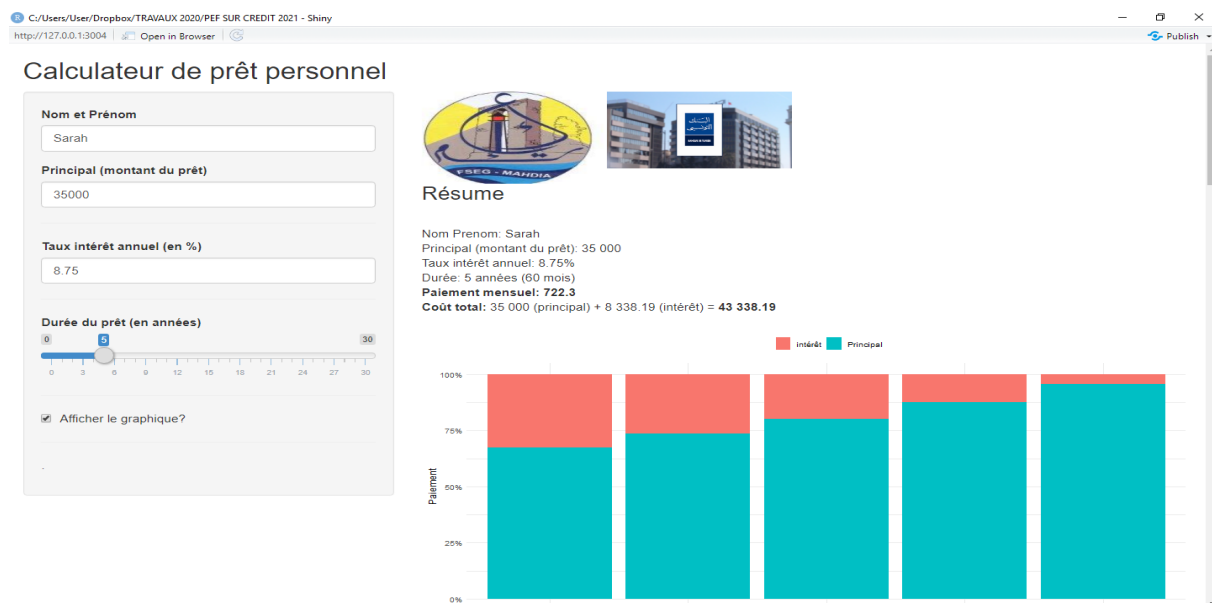 C:/Users/User/Dropbox/TRAVAUX 2020/PEF SUR CREDIT 2021 - Shiny
http://127.0.0.1:3004 Open in Browser Publish
Calculateur de prêt personnel
Nom et Prénom
Sarah
Principal (montant du prêt)
35000
Taux intérêt annuel (en %)
8.75
Durée du prêt (en années)
0 5 30
0 3 6 9 12 15 18 21 24 27 30
Afficher le graphique?
.
FSEG - MAHDIA
البنك
التونسي
Résume
Nom Prenom: Sarah
Principal (montant du prêt): 35 000
Taux intérêt annuel: 8.75%
Durée: 5 années (60 mois)
Paiement mensuel: 722.3
Coût total: 35 000 (principal) + 8 338.19 (intérêt) = 43 338.19
intérêt Principal
100%
75%
50%
25%
0%
Paiement